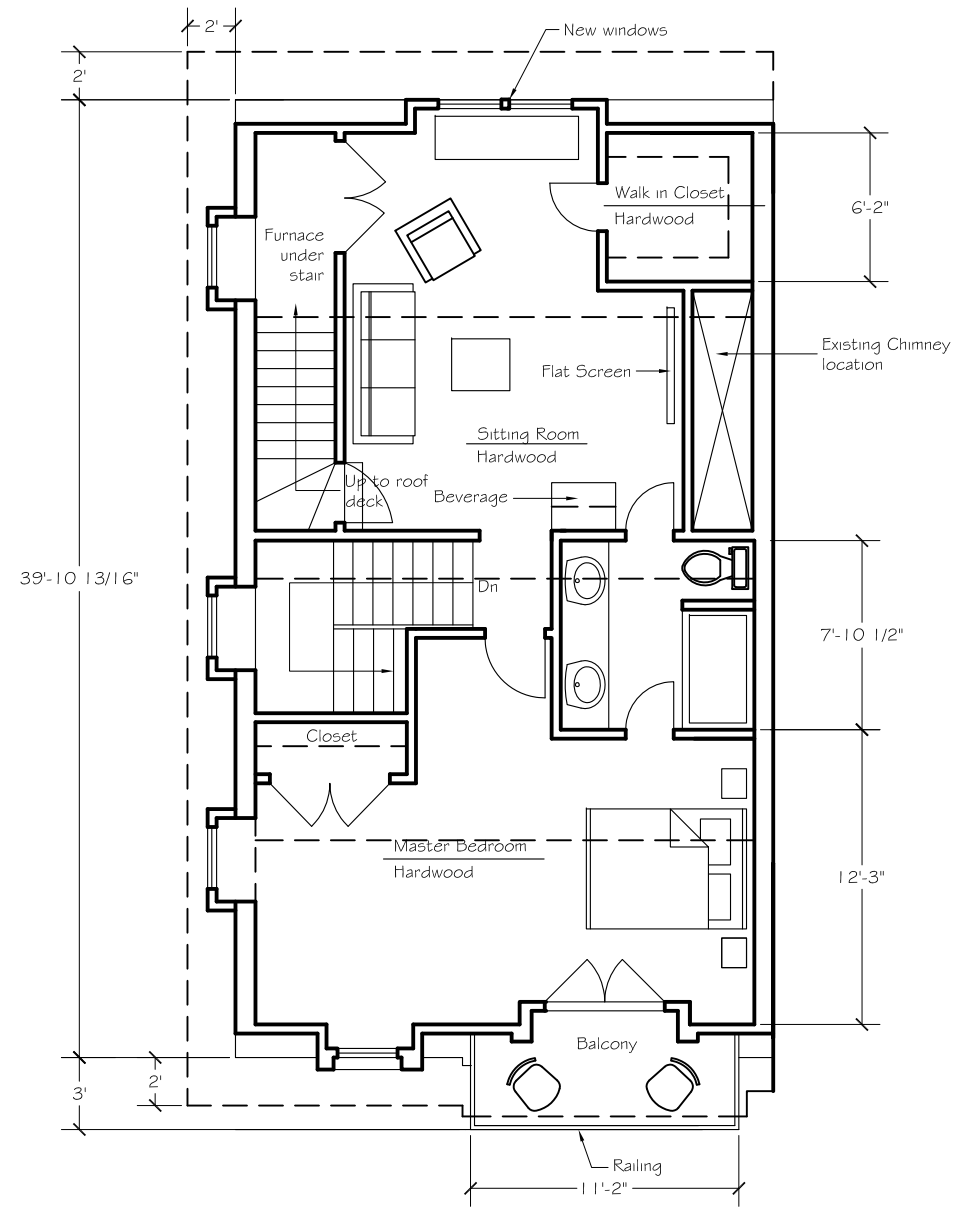 2'
New windows
2'
Walk in Closet
Hardwood
6'-2"
Furnace
under
stair
Existing Chimney
location
Flat Screen
Sitting Room
Hardwood
Up to roof
deck
Beverage
39'-10 13/16"
Dn
7'-10 1/2"
Closet
Master Bedroom
Hardwood
12'-3"
Balcony
2'
3'
Railing
11'-2"